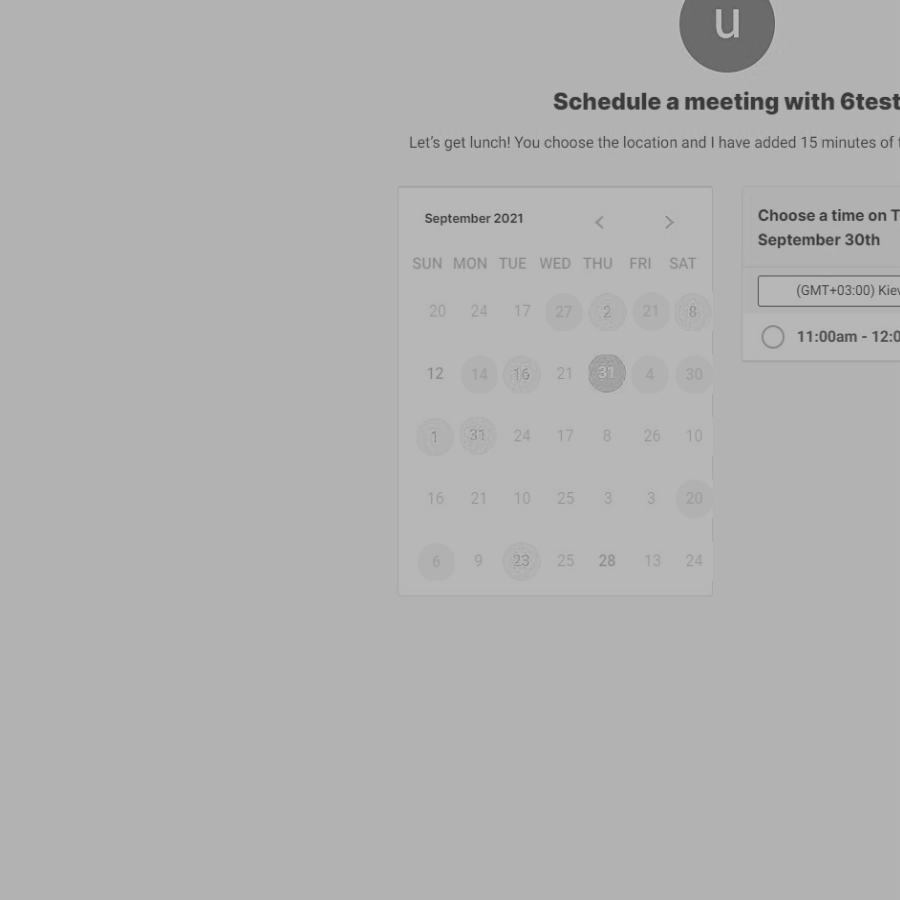 u
Schedule a meeting with 6test
Let's get lunch! You choose the location and I have added 15 minutes of
September 2021
SUN MON TUE WED THU FRI SAT
20 24 17 27 2 21 8
12 14 16 21 31 4 30
1 31 24 17 8 26 10
16 21 10 25 3 3 20
6 9 23 25 28 13 24
Choose a time on T
September 30th
(GMT+03:00) Kiev
11:00am - 12:0